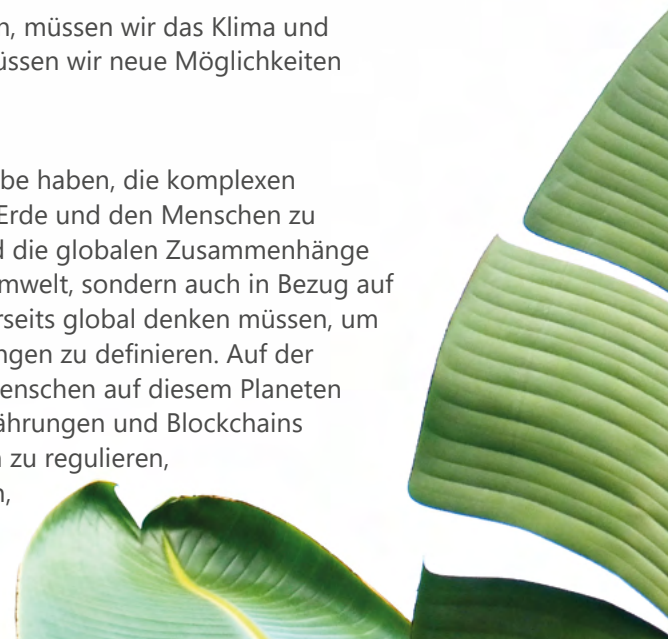 n, müssen wir das Klima und
üssen wir neue Möglichkeiten
be haben, die komplexen
Erde und den Menschen zu
d die globalen Zusammenhänge
mwelt, sondern auch in Bezug auf
rseits global denken müssen, um
ngen zu definieren. Auf der
enschen auf diesem Planeten
ährungen und Blockchains
n zu regulieren,
n,